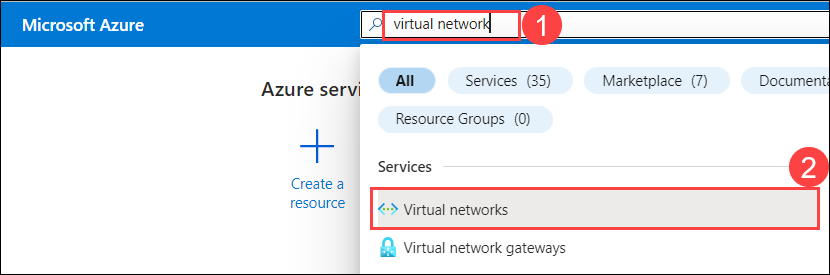 Microsoft Azure
virtual network
1
All
Services (35)
Marketplace (7)
Documenta
Resource Groups (0)
Azure servi
Create a
resource
Services
2
Virtual networks
Virtual network gateways